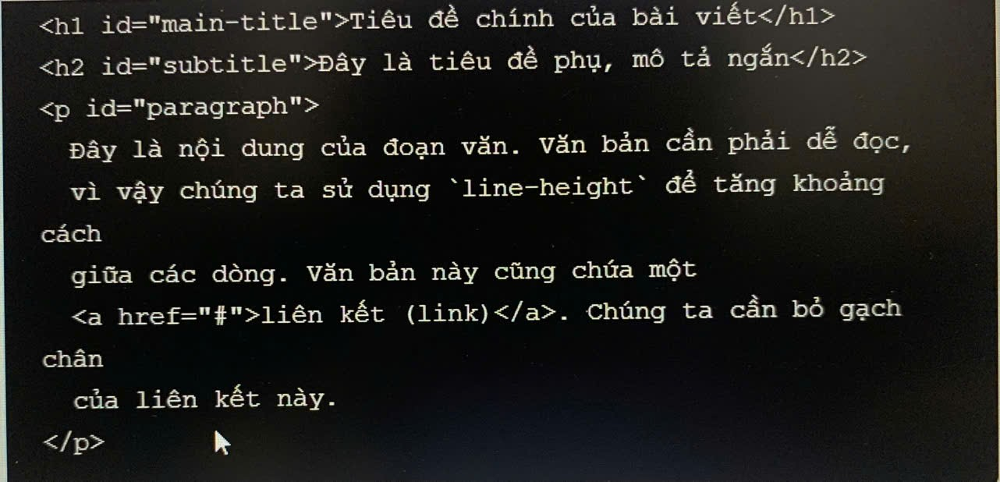 <h1 id="main-title">Tiêu đề chính của bài viết</h1>
<h2 id="subtitle">Đây là tiêu đề phụ, mô tả ngắn</h2>
<p id="paragraph">
Đây là nội dung của đoạn văn. Văn bản cần phải dễ đọc,
vì vậy chúng ta sử dụng `line-height` để tăng khoảng
cách
giữa các dòng. Văn bản này cũng chứa một
<a href="#">liên kết (link)</a>. Chúng ta cần bỏ gạch
chân
của liên kết này.
</p>